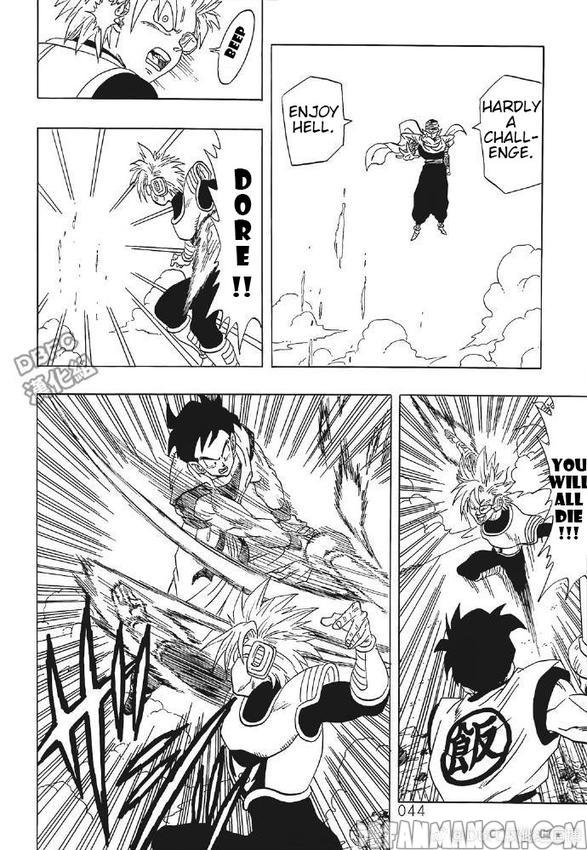 HARDLY
A
CHALL-
ENGE.
ENJOY
HELL.
BEEP
DORE!!
YOU
WILL
ALL
DIE
!!!
飯
044